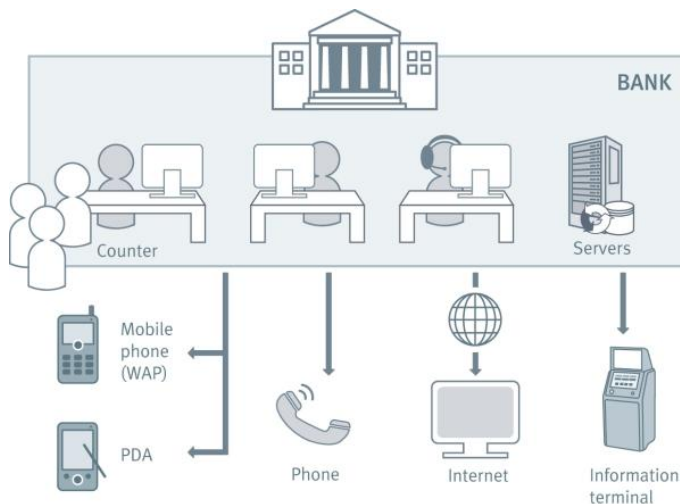 BANK
Counter
Servers
Mobile
phone
(WAP)
PDA
Phone
Internet
Information
terminal